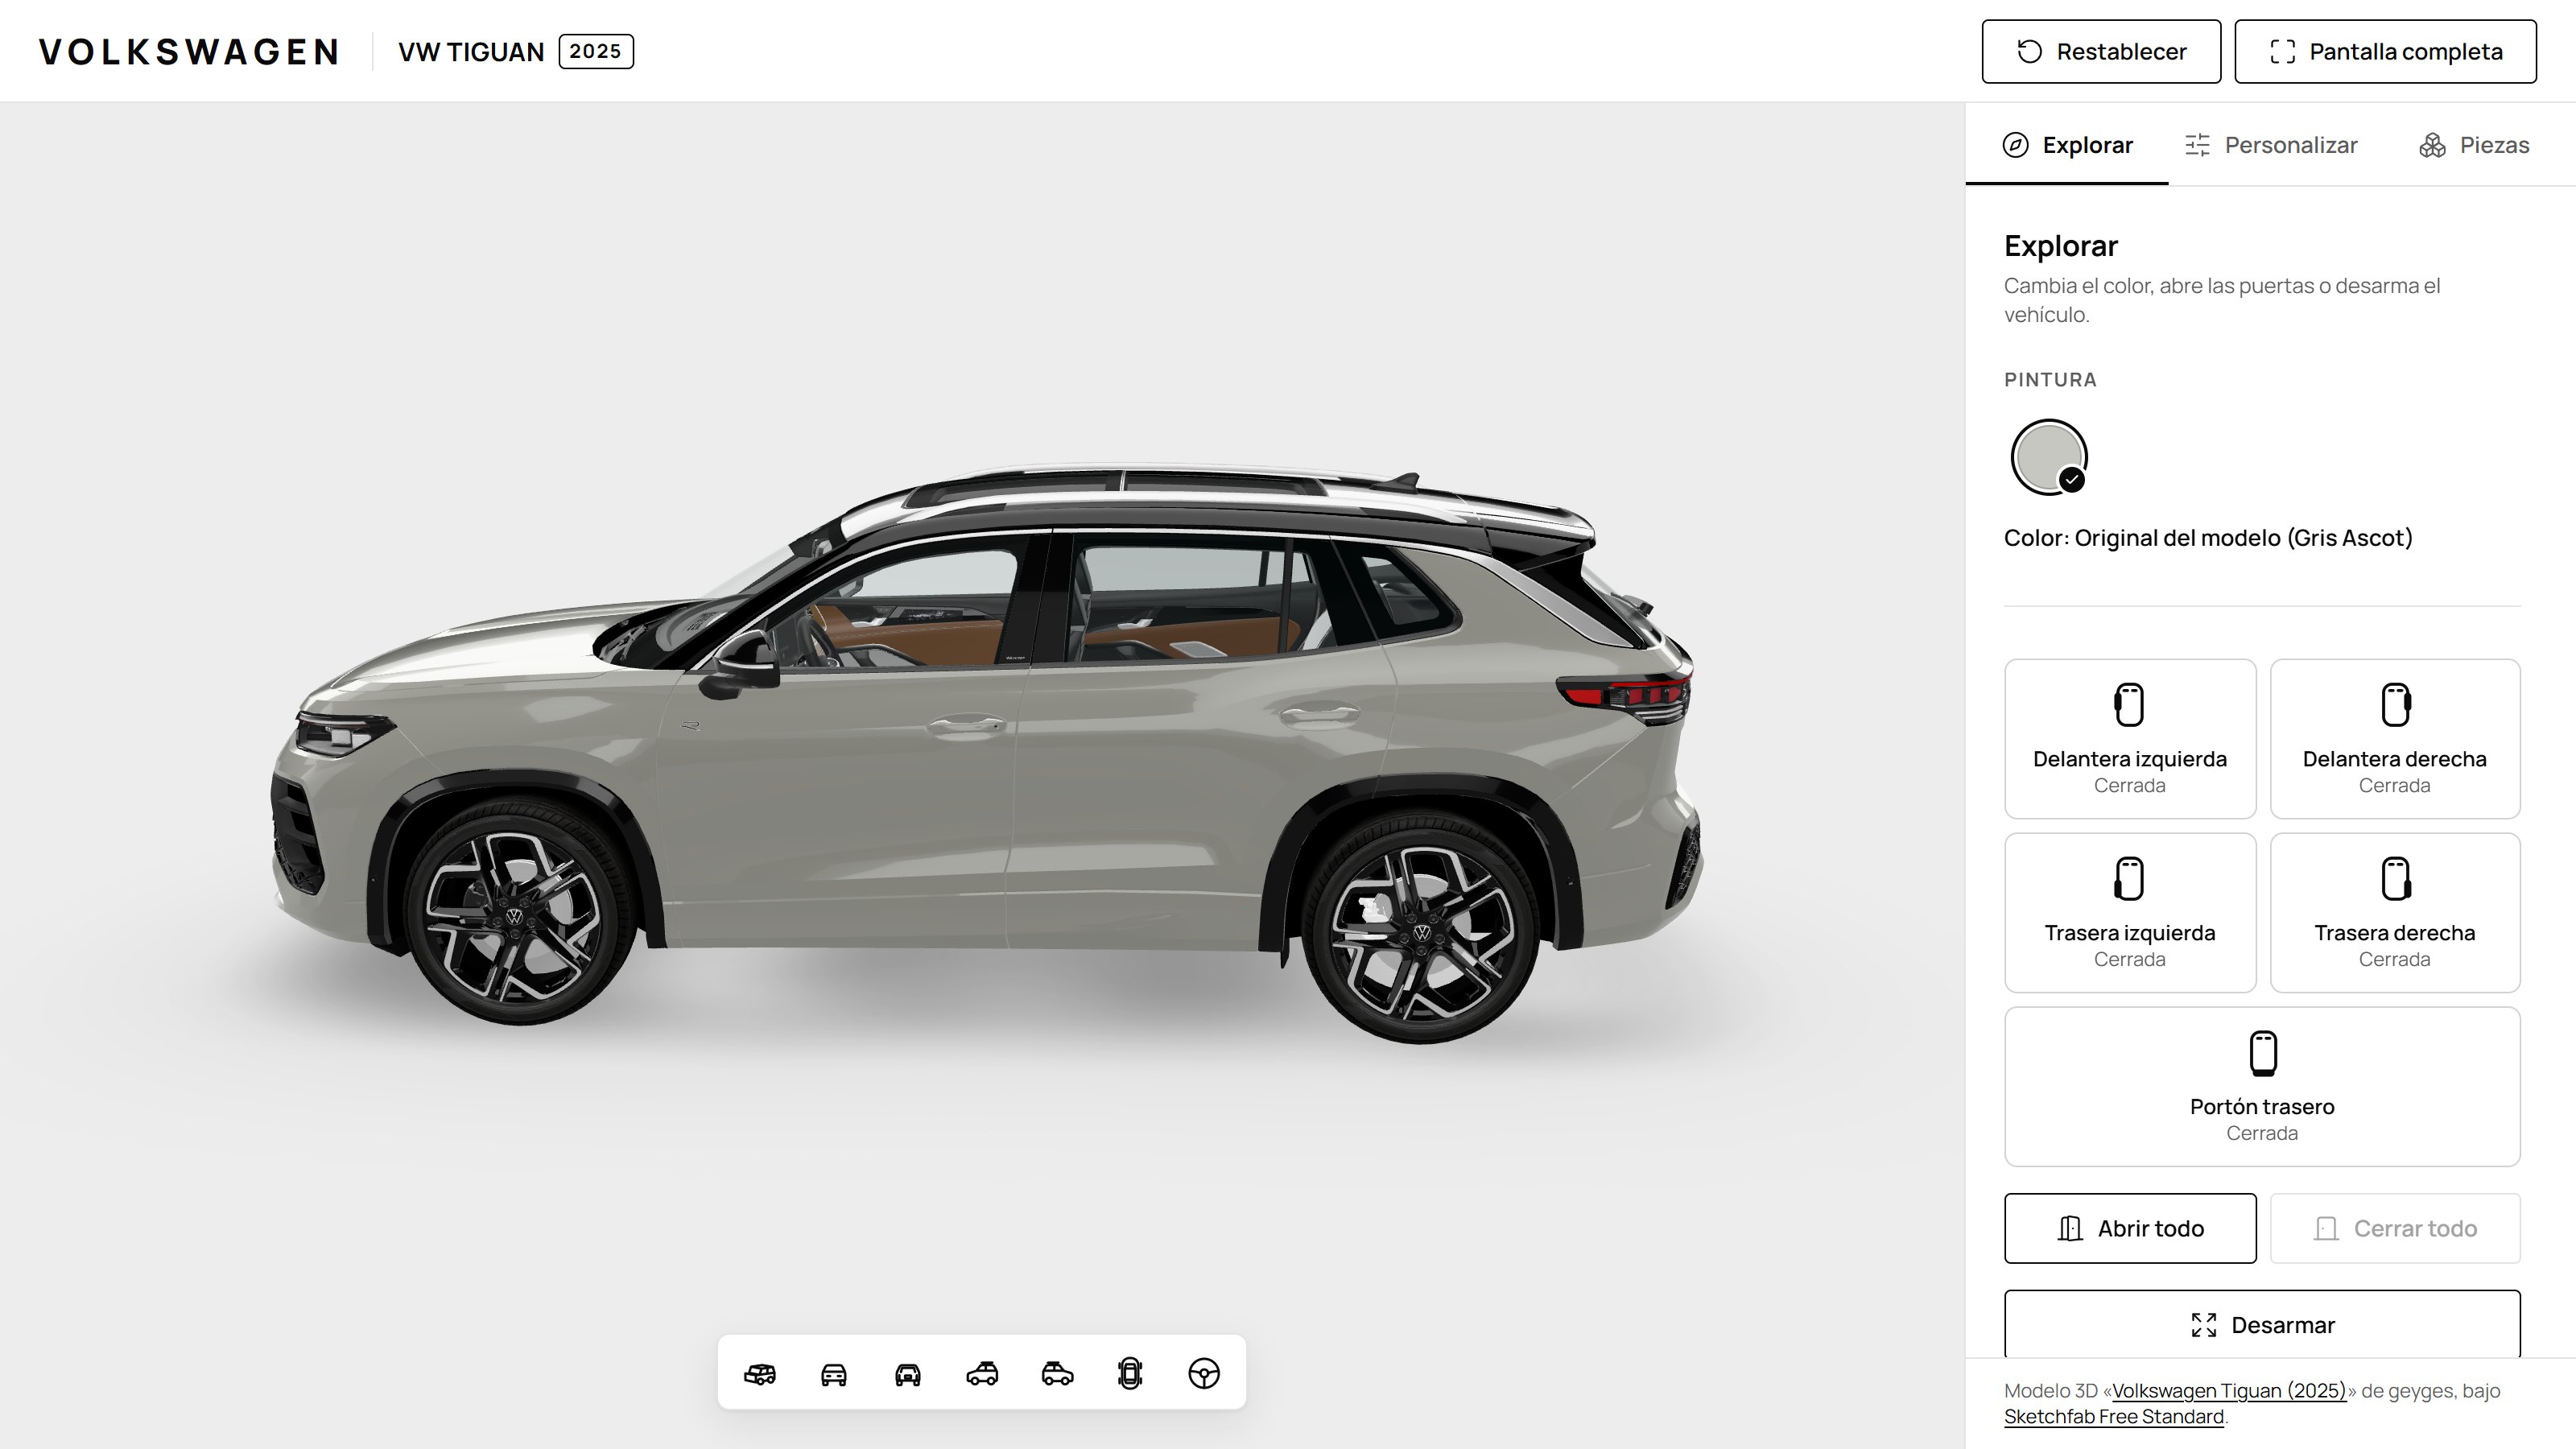 VOLKSWAGEN
VW TIGUAN
2025
Restablecer
Pantalla completa
Explorar
Personalizar
Piezas
Explorar
Cambia el color, abre las puertas o desarma el
vehículo.
PINTURA
Color: Original del modelo (Gris Ascot)
Delantera izquierda
Cerrada
Delantera derecha
Cerrada
Trasera izquierda
Cerrada
Trasera derecha
Cerrada
Portón trasero
Cerrada
Abrir todo
Cerrar todo
Desarmar
Modelo 3D «Volkswagen Tiguan (2025)» de geyges, bajo
Sketchfab Free Standard.